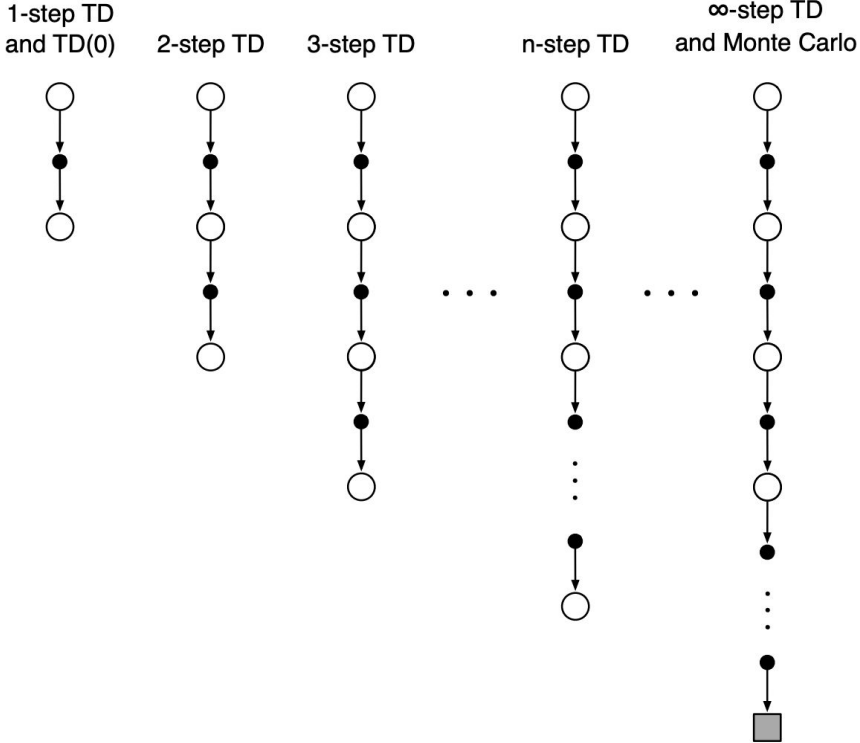 1-step TD
and TD(0)
2-step TD
3-step TD
n-step TD
∞-step TD
and Monte Carlo